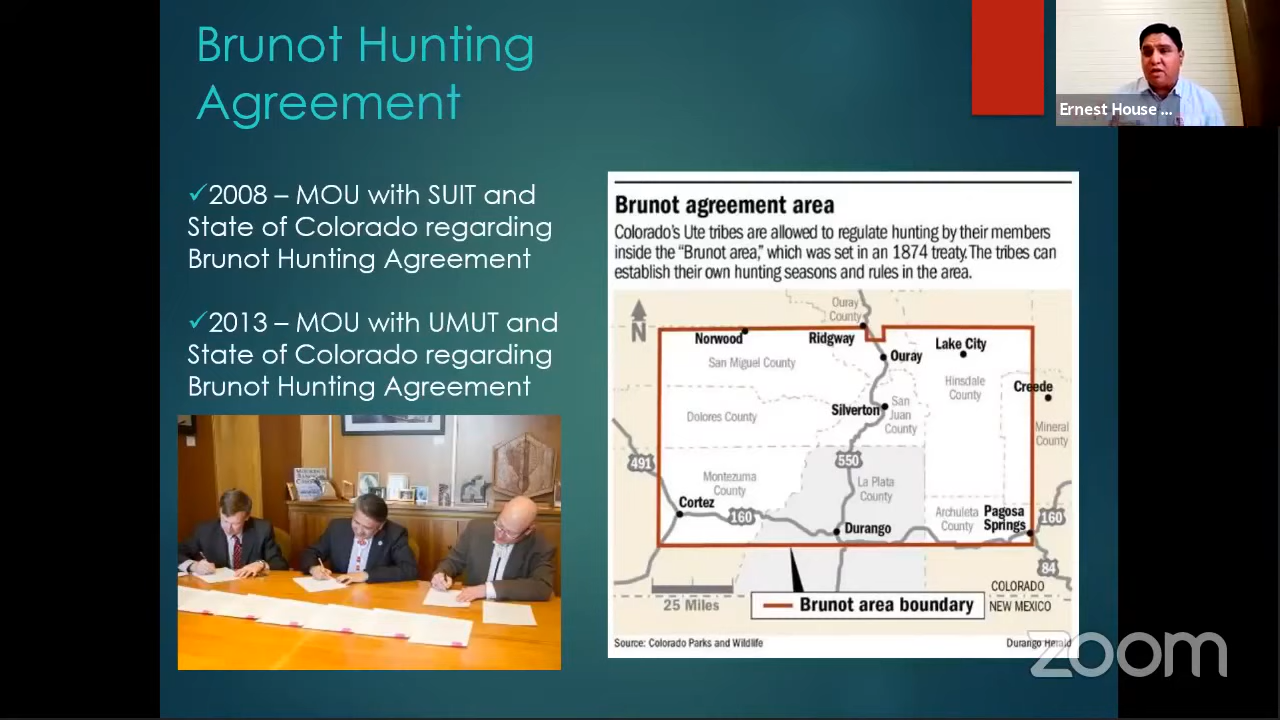 Brunot Hunting
Agreement
✓2008 – MOU with SUIT and
State of Colorado regarding
Brunot Hunting Agreement
✓2013 – MOU with UMUT and
State of Colorado regarding
Brunot Hunting Agreement
Ernest House ...
Brunot agreement area
Colorado's Ute tribes are allowed to regulate hunting by their members
inside the “Brunot area,” which was set in an 1874 treaty. The tribes can
establish their own hunting seasons and rules in the area.
N
Ouray
County
Norwood
Ridgway
Ouray
Lake City
San Miguel County
Hinsdale
County
Creede
Dolores County
Silverton
San
Juan
County
Mineral
County
491
550
Montezuma
County
La Plata
County
Cortez
160
Durango
Archuleta
County
Pagosa
Springs
160
84
25 Miles
COLORADO
NEW MEXICO
Brunot area boundary
Source: Colorado Parks and Wildlife
Durango Herald
zoom